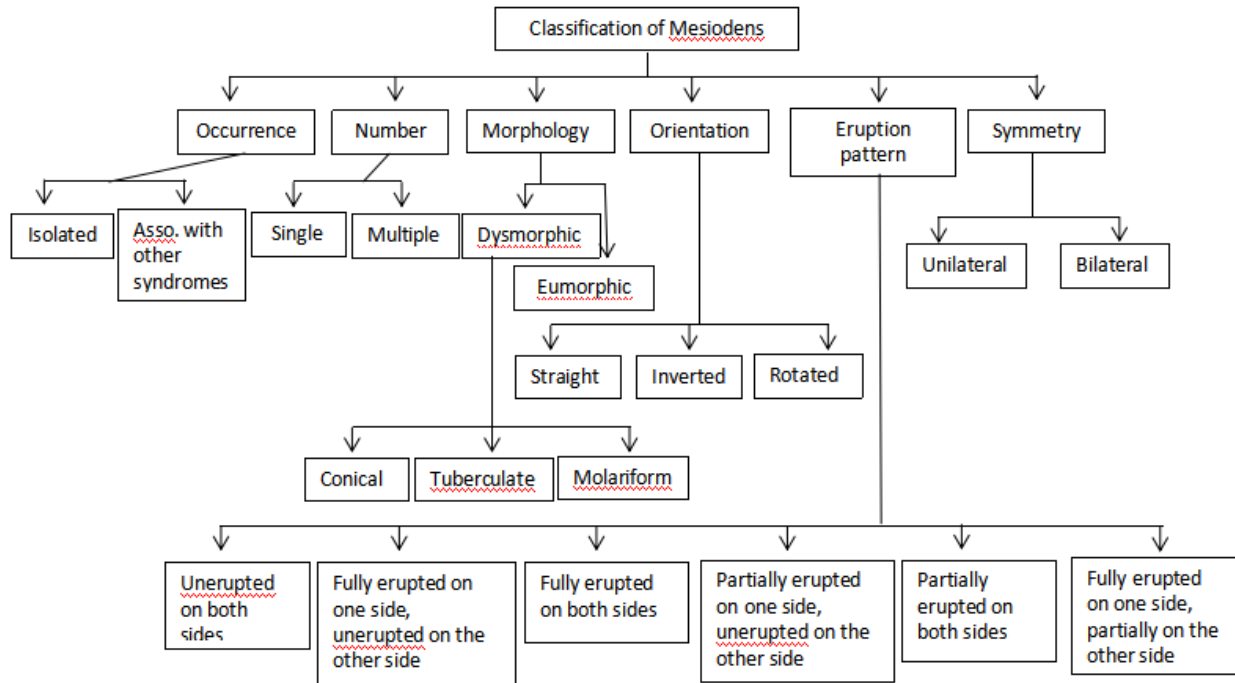 Classification of Mesiodens
Occurrence
Number
Morphology
Orientation
Eruption
pattern
Symmetry
Isolated
Asso. with
other
syndromes
Single
Multiple
Dysmorphic
Eumorphic
Unilateral
Bilateral
Straight
Inverted
Rotated
Conical
Tuberculate
Molariform
Unerupted
on both
sides
Fully erupted on
one side,
unerupted on the
other side
Fully erupted
on both sides
Partially erupted
on one side,
unerupted on the
other side
Partially
erupted on
both sides
Fully erupted
on one side,
partially on the
other side